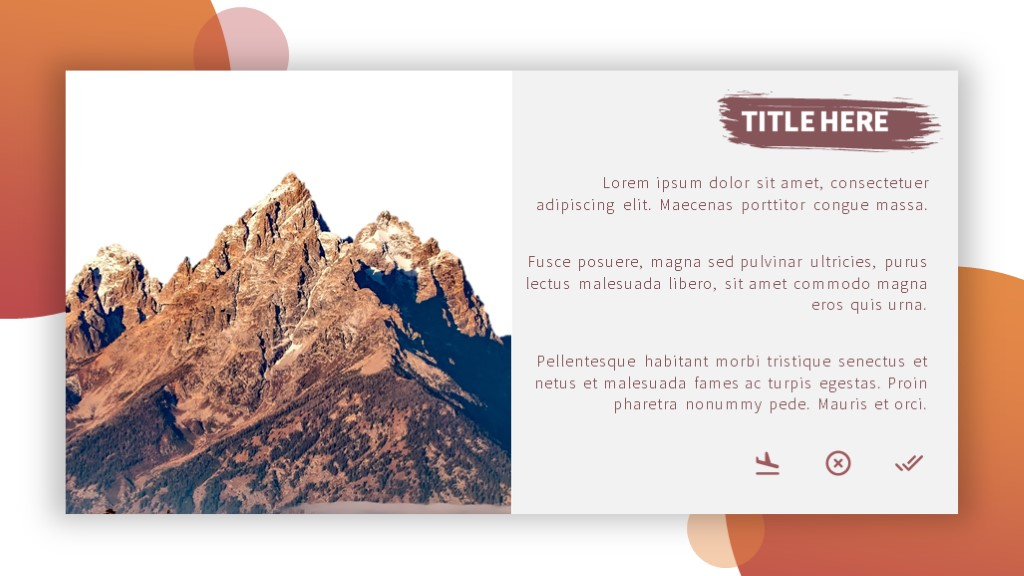 TITLE HERE
Lorem ipsum dolor sit amet, consectetuer
adipiscing elit. Maecenas porttitor congue massa.
Fusce posuere, magna sed pulvinar ultricies, purus
lectus malesuada libero, sit amet commodo magna
eros quis urna.
Pellentesque habitant morbi tristique senectus et
netus et malesuada fames ac turpis egestas. Proin
pharetra nonummy pede. Mauris et orci.